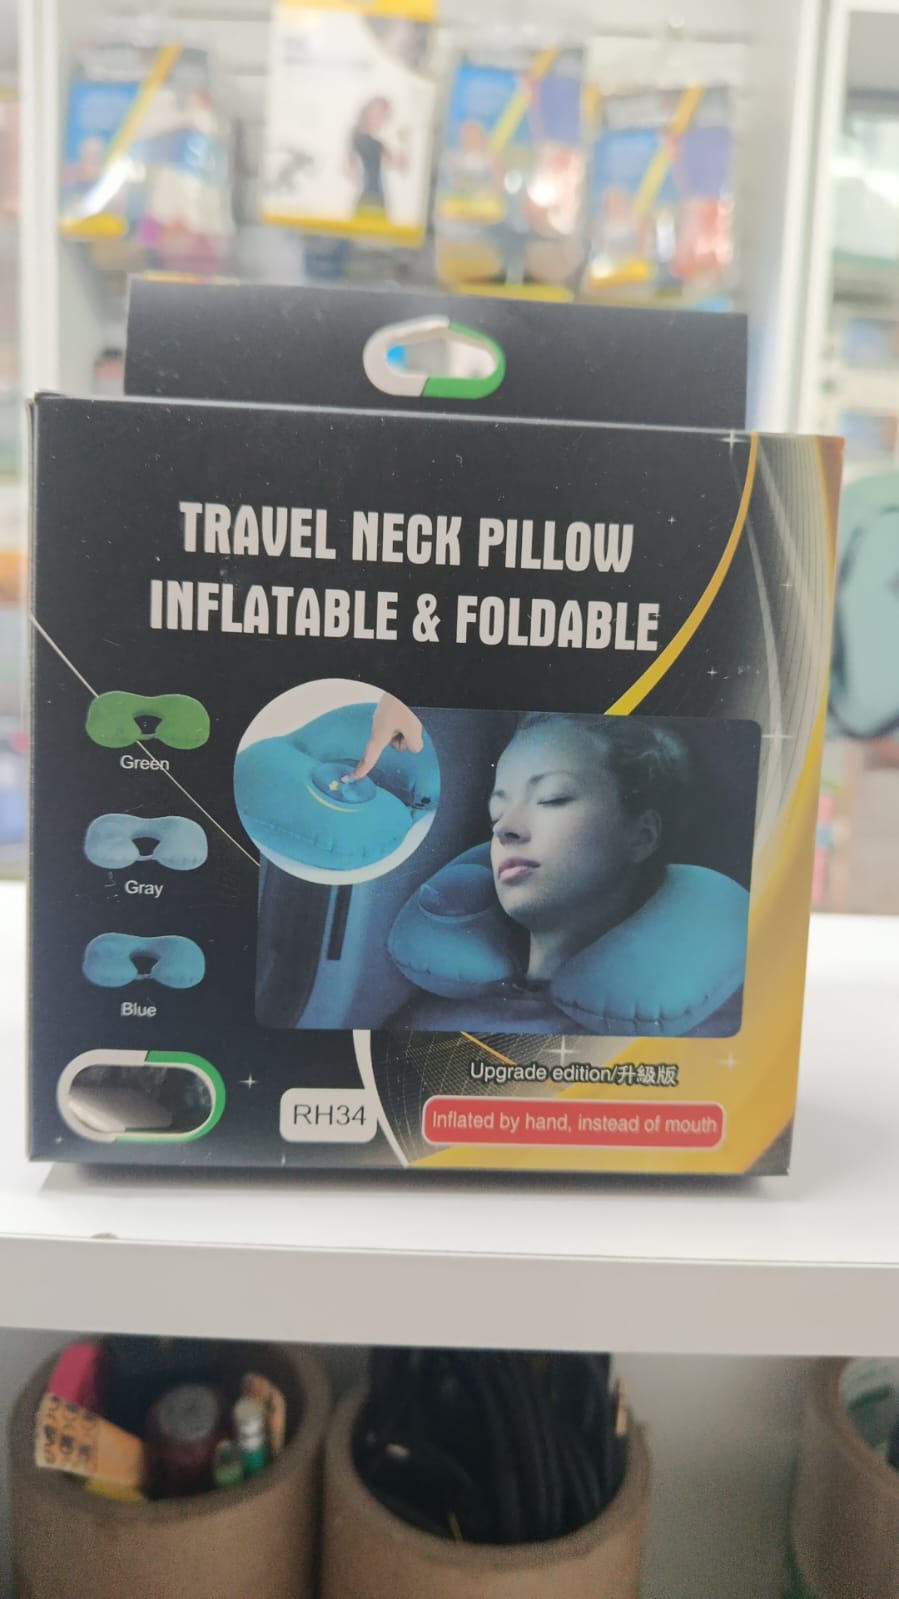 TRAVEL NECK PILLOW
INFLATABLE & FOLDABLE
Green
Gray
Blue
RH34
Upgrade edition/升級版
Inflated by hand, instead of mouth